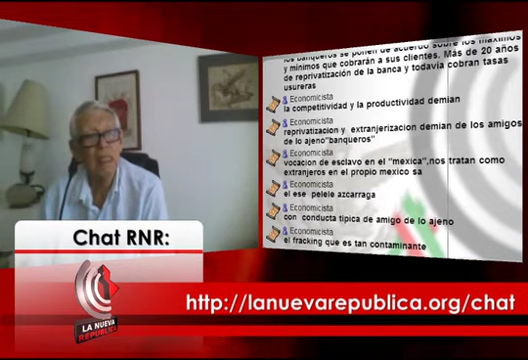 los banqueros se ponen de acuerdo sobre los máximos
y mínimos que cobrarán a sus clientes. Más de 20 años
de reprivatización de la banca y todavía cobran tasas
usureras
Economicista
la competitividad y la productividad demian
Economicista
reprivatizacion y extranjerizacion demian de los amigos
de lo ajeno"banqueros"
Economicista
vocacion de esclavo en el "mexica",nos tratan como
extranjeros en el propio mexico sa
Economicista
el ese pelele azcarraga
Economicista
con conducta tipica de amigo de lo ajeno
Economicista
el fracking que es tan contaminante
Chat RNR:
LA NUEVA
REPUBLICA
http://lanuevarepublica.org/chat